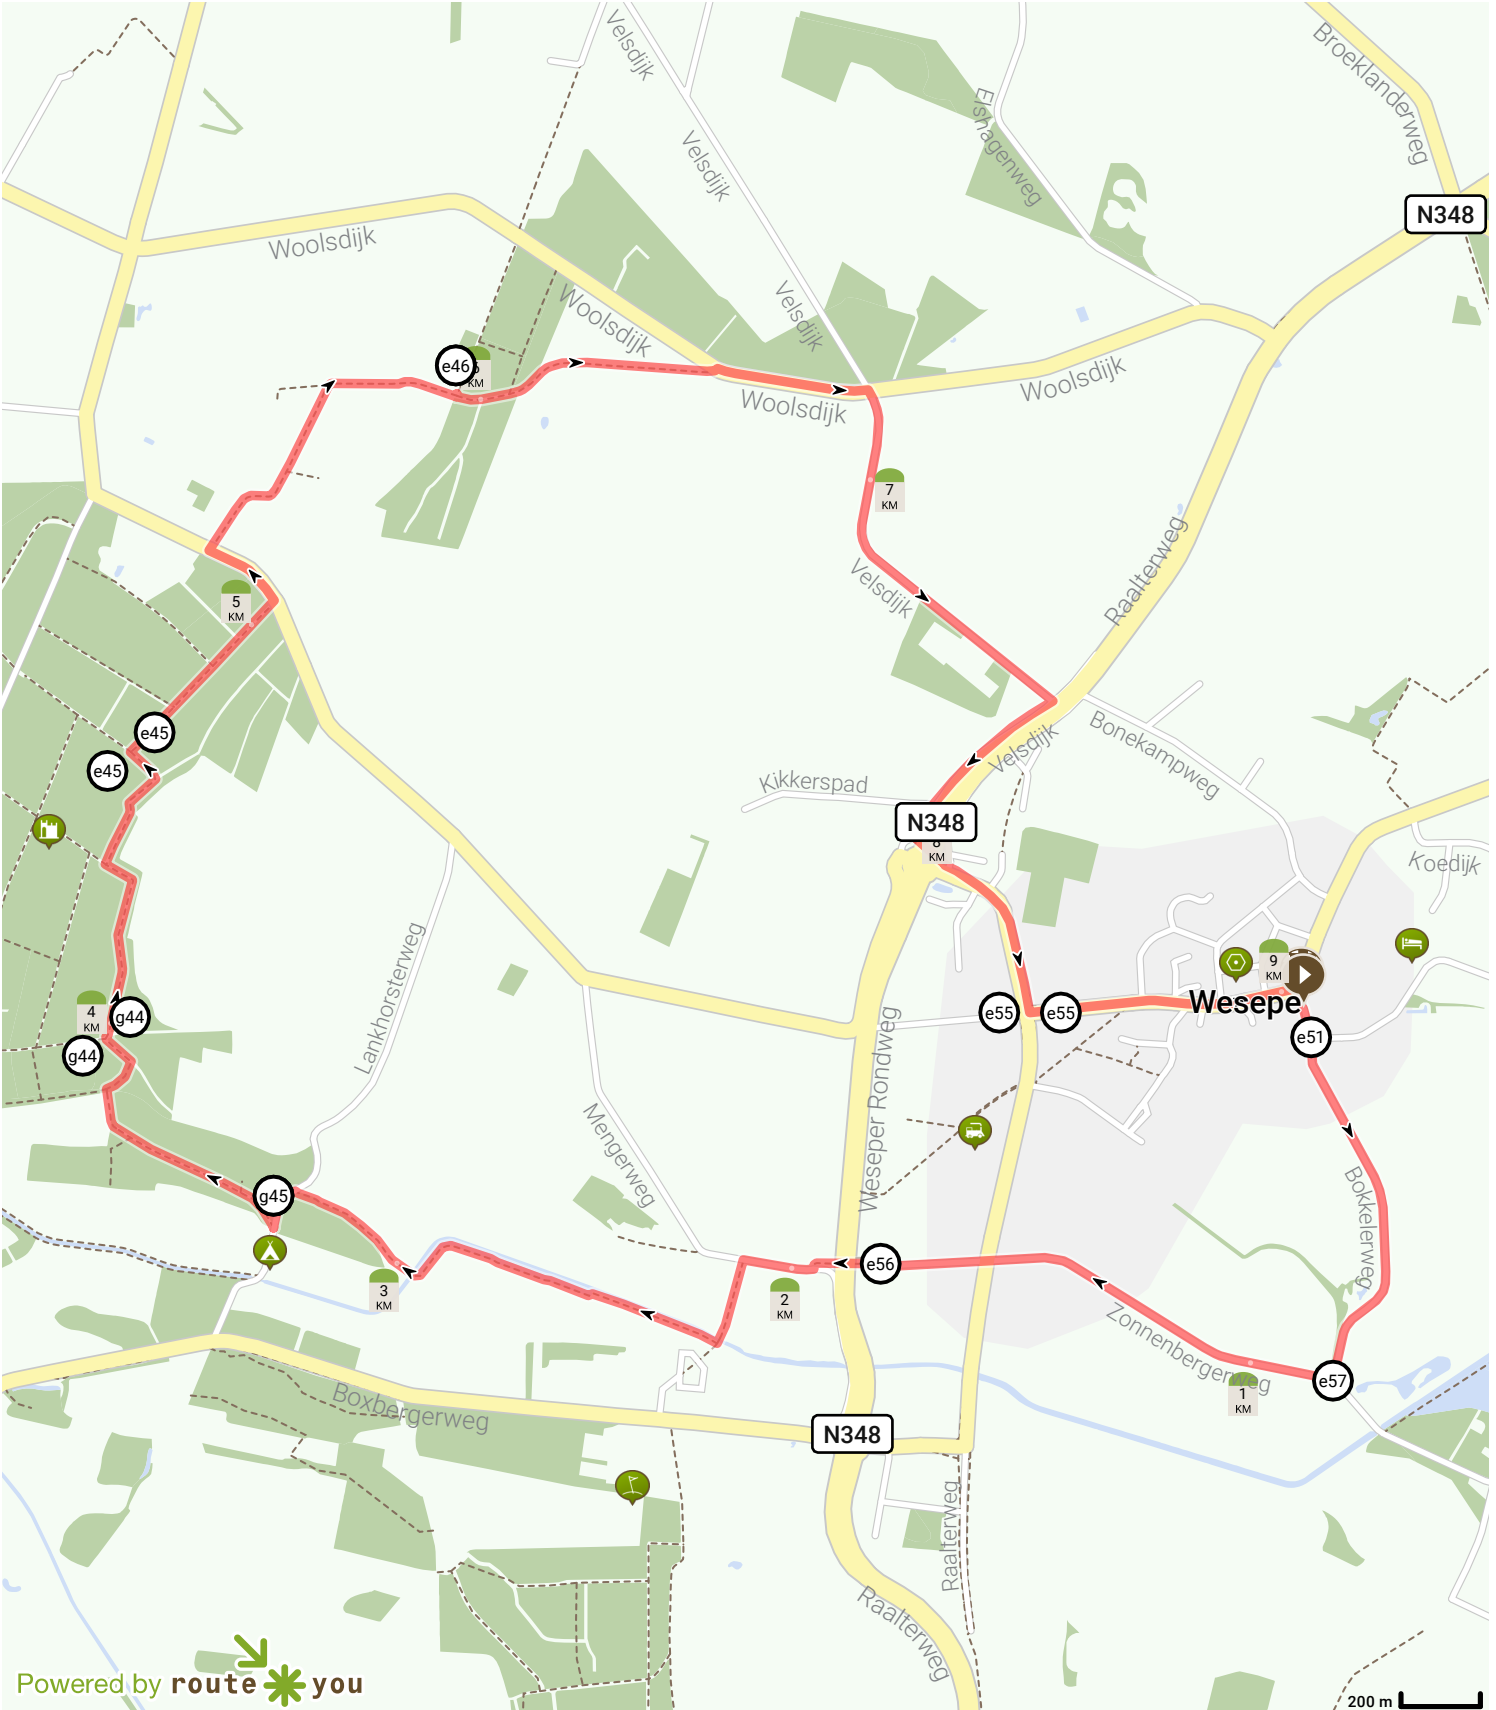 Velsdijk
Broeklanderweg
Elshagenweg
Velsdijk
N348
Woolsdijk
Velsdijk
Woolsdijk
e46
KM
Woolsdijk
Woolsdijk
7
KM
Raalterweg
Velsdijk
5
KM
e45
e45
Velsdijk
Bonekampweg
Kikkerspad
N348
8
KM
Koedijk
Lankhorsterweg
9
KM
Wesepe
4
KM
g44
g44
e55
e55
e51
Weseper Rondweg
Mengerweg
Bokkelerweg
g45
e56
3
KM
2
KM
Zonnenbergerweg
1
KM
e57
Boxbergerweg
N348
Raalterweg
Raalterweg
Powered by route you
200 m